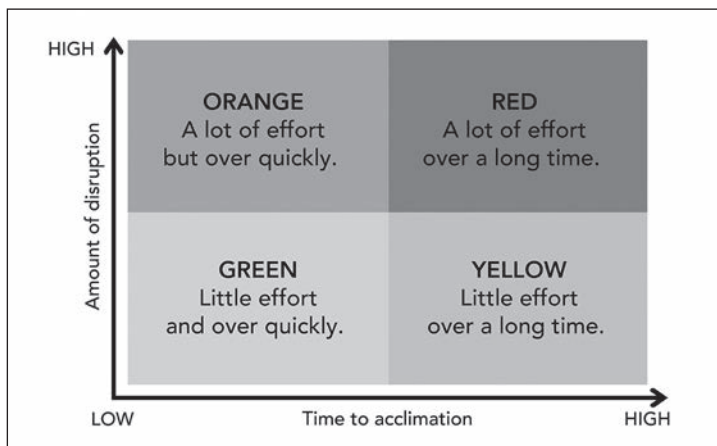 HIGH
Amount of disruption
ORANGE
A lot of effort
but over quickly.
RED
A lot of effort
over a long time.
GREEN
Little effort
and over quickly.
YELLOW
Little effort
over a long time.
LOW
Time to acclimation
HIGH